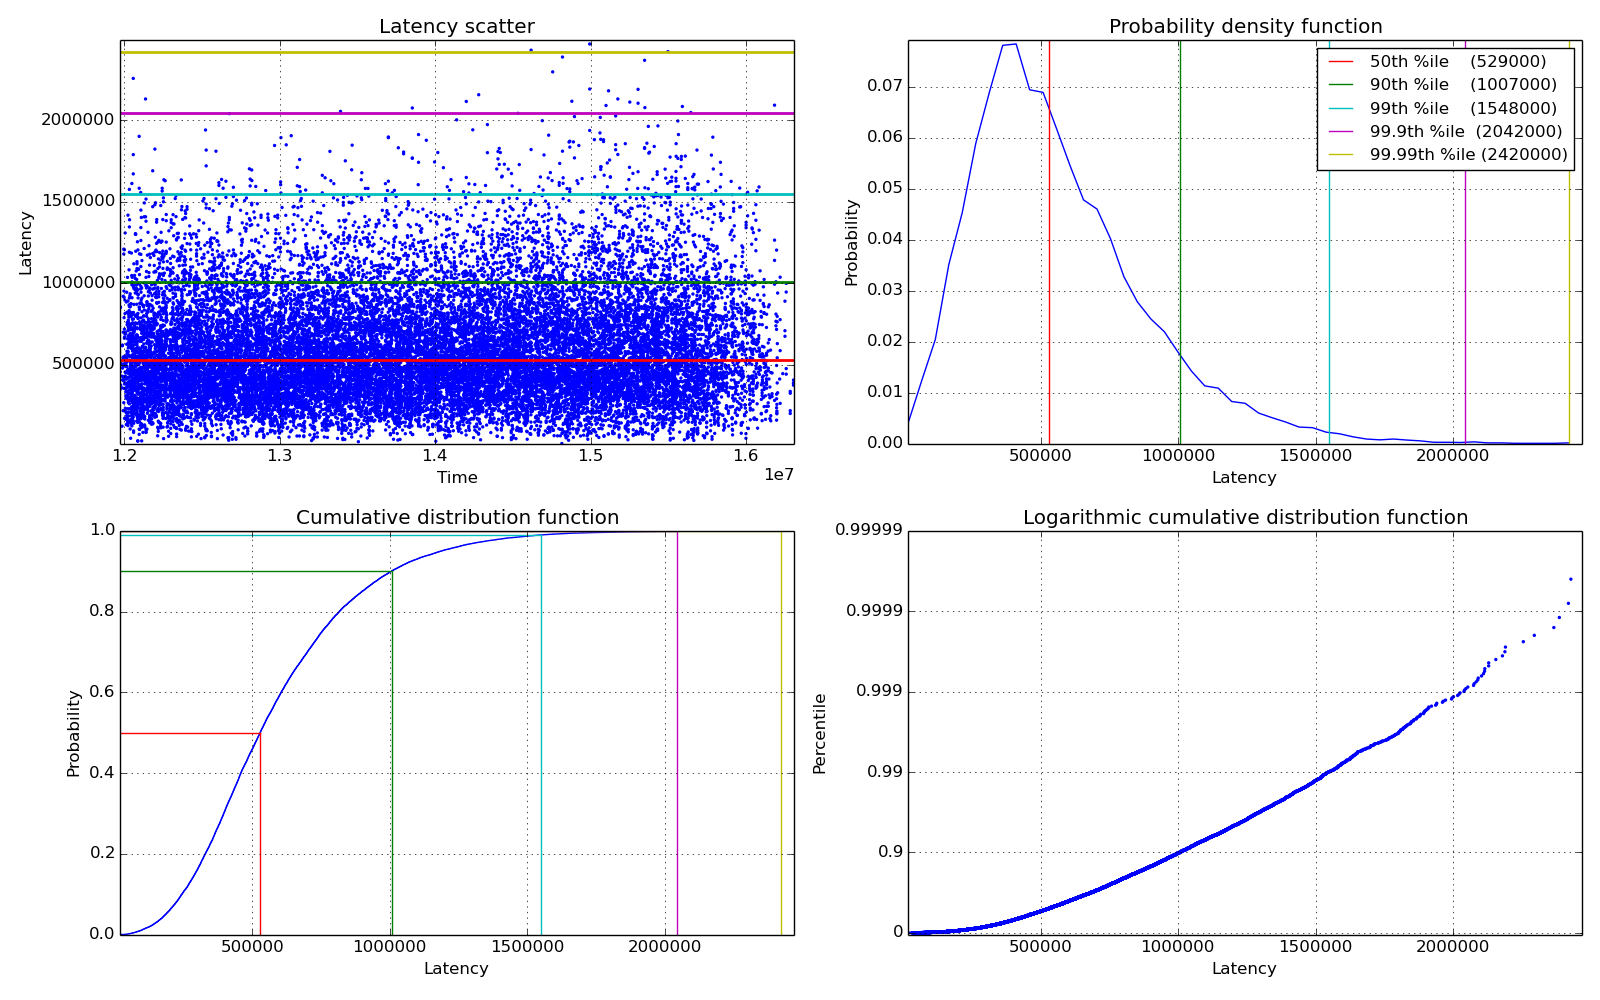 Latency scatter
2000000
1500000
1000000
500000
Latency
1.2 1.3 1.4 1.5 1.6
1e7
Time
Probability density function
50th %ile (529000)
90th %ile (1007000)
99th %ile (1548000)
99.9th %ile (2042000)
99.99th %ile (2420000)
0.07
0.06
0.05
0.04
0.03
0.02
0.01
0.00
Probability
500000 1000000 1500000 2000000
Latency
Cumulative distribution function
1.0
0.8
0.6
0.4
0.2
0.0
Probability
500000 1000000 1500000 2000000
Latency
Logarithmic cumulative distribution function
0.99999
0.9999
0.999
0.99
0.9
0
Percentile
500000 1000000 1500000 2000000
Latency